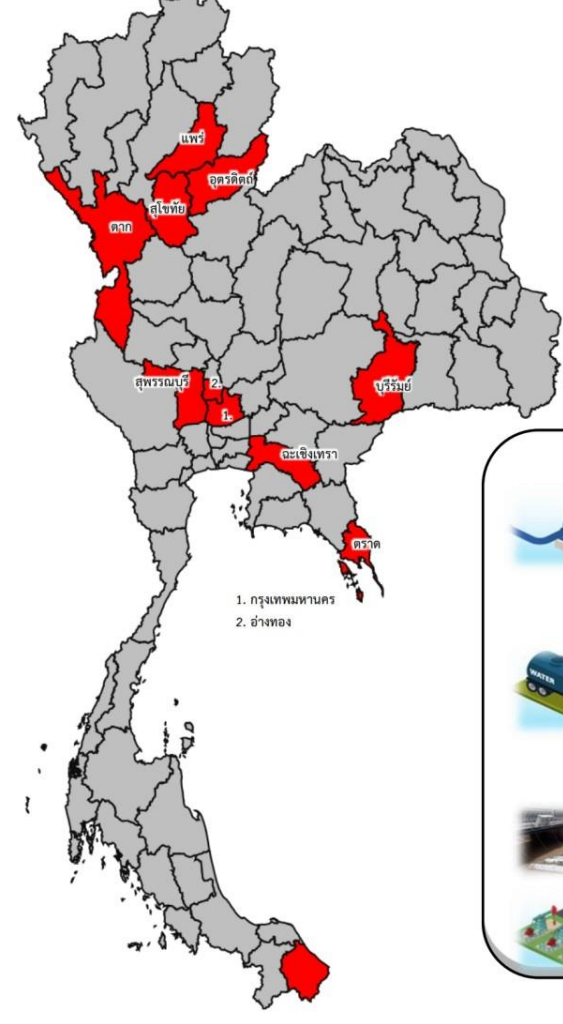 แพร่
อุตรดิตถ์
สุโขทัย
ตาก
สุพรรณบุรี
2.
1.
บุรีรัมย์
ฉะเชิงเทรา
ตราด
1. กรุงเทพมหานคร
2. อ่างทอง
WATER